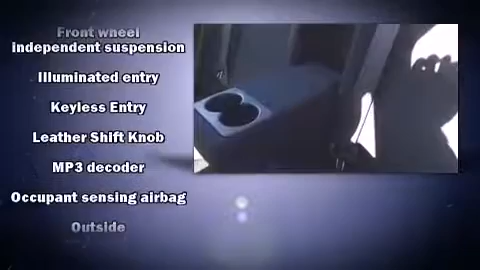 Front wheel
independent suspension
Illuminated entry
Keyless Entry
Leather Shift Knob
MP3 decoder
Occupant sensing airbag
Outside